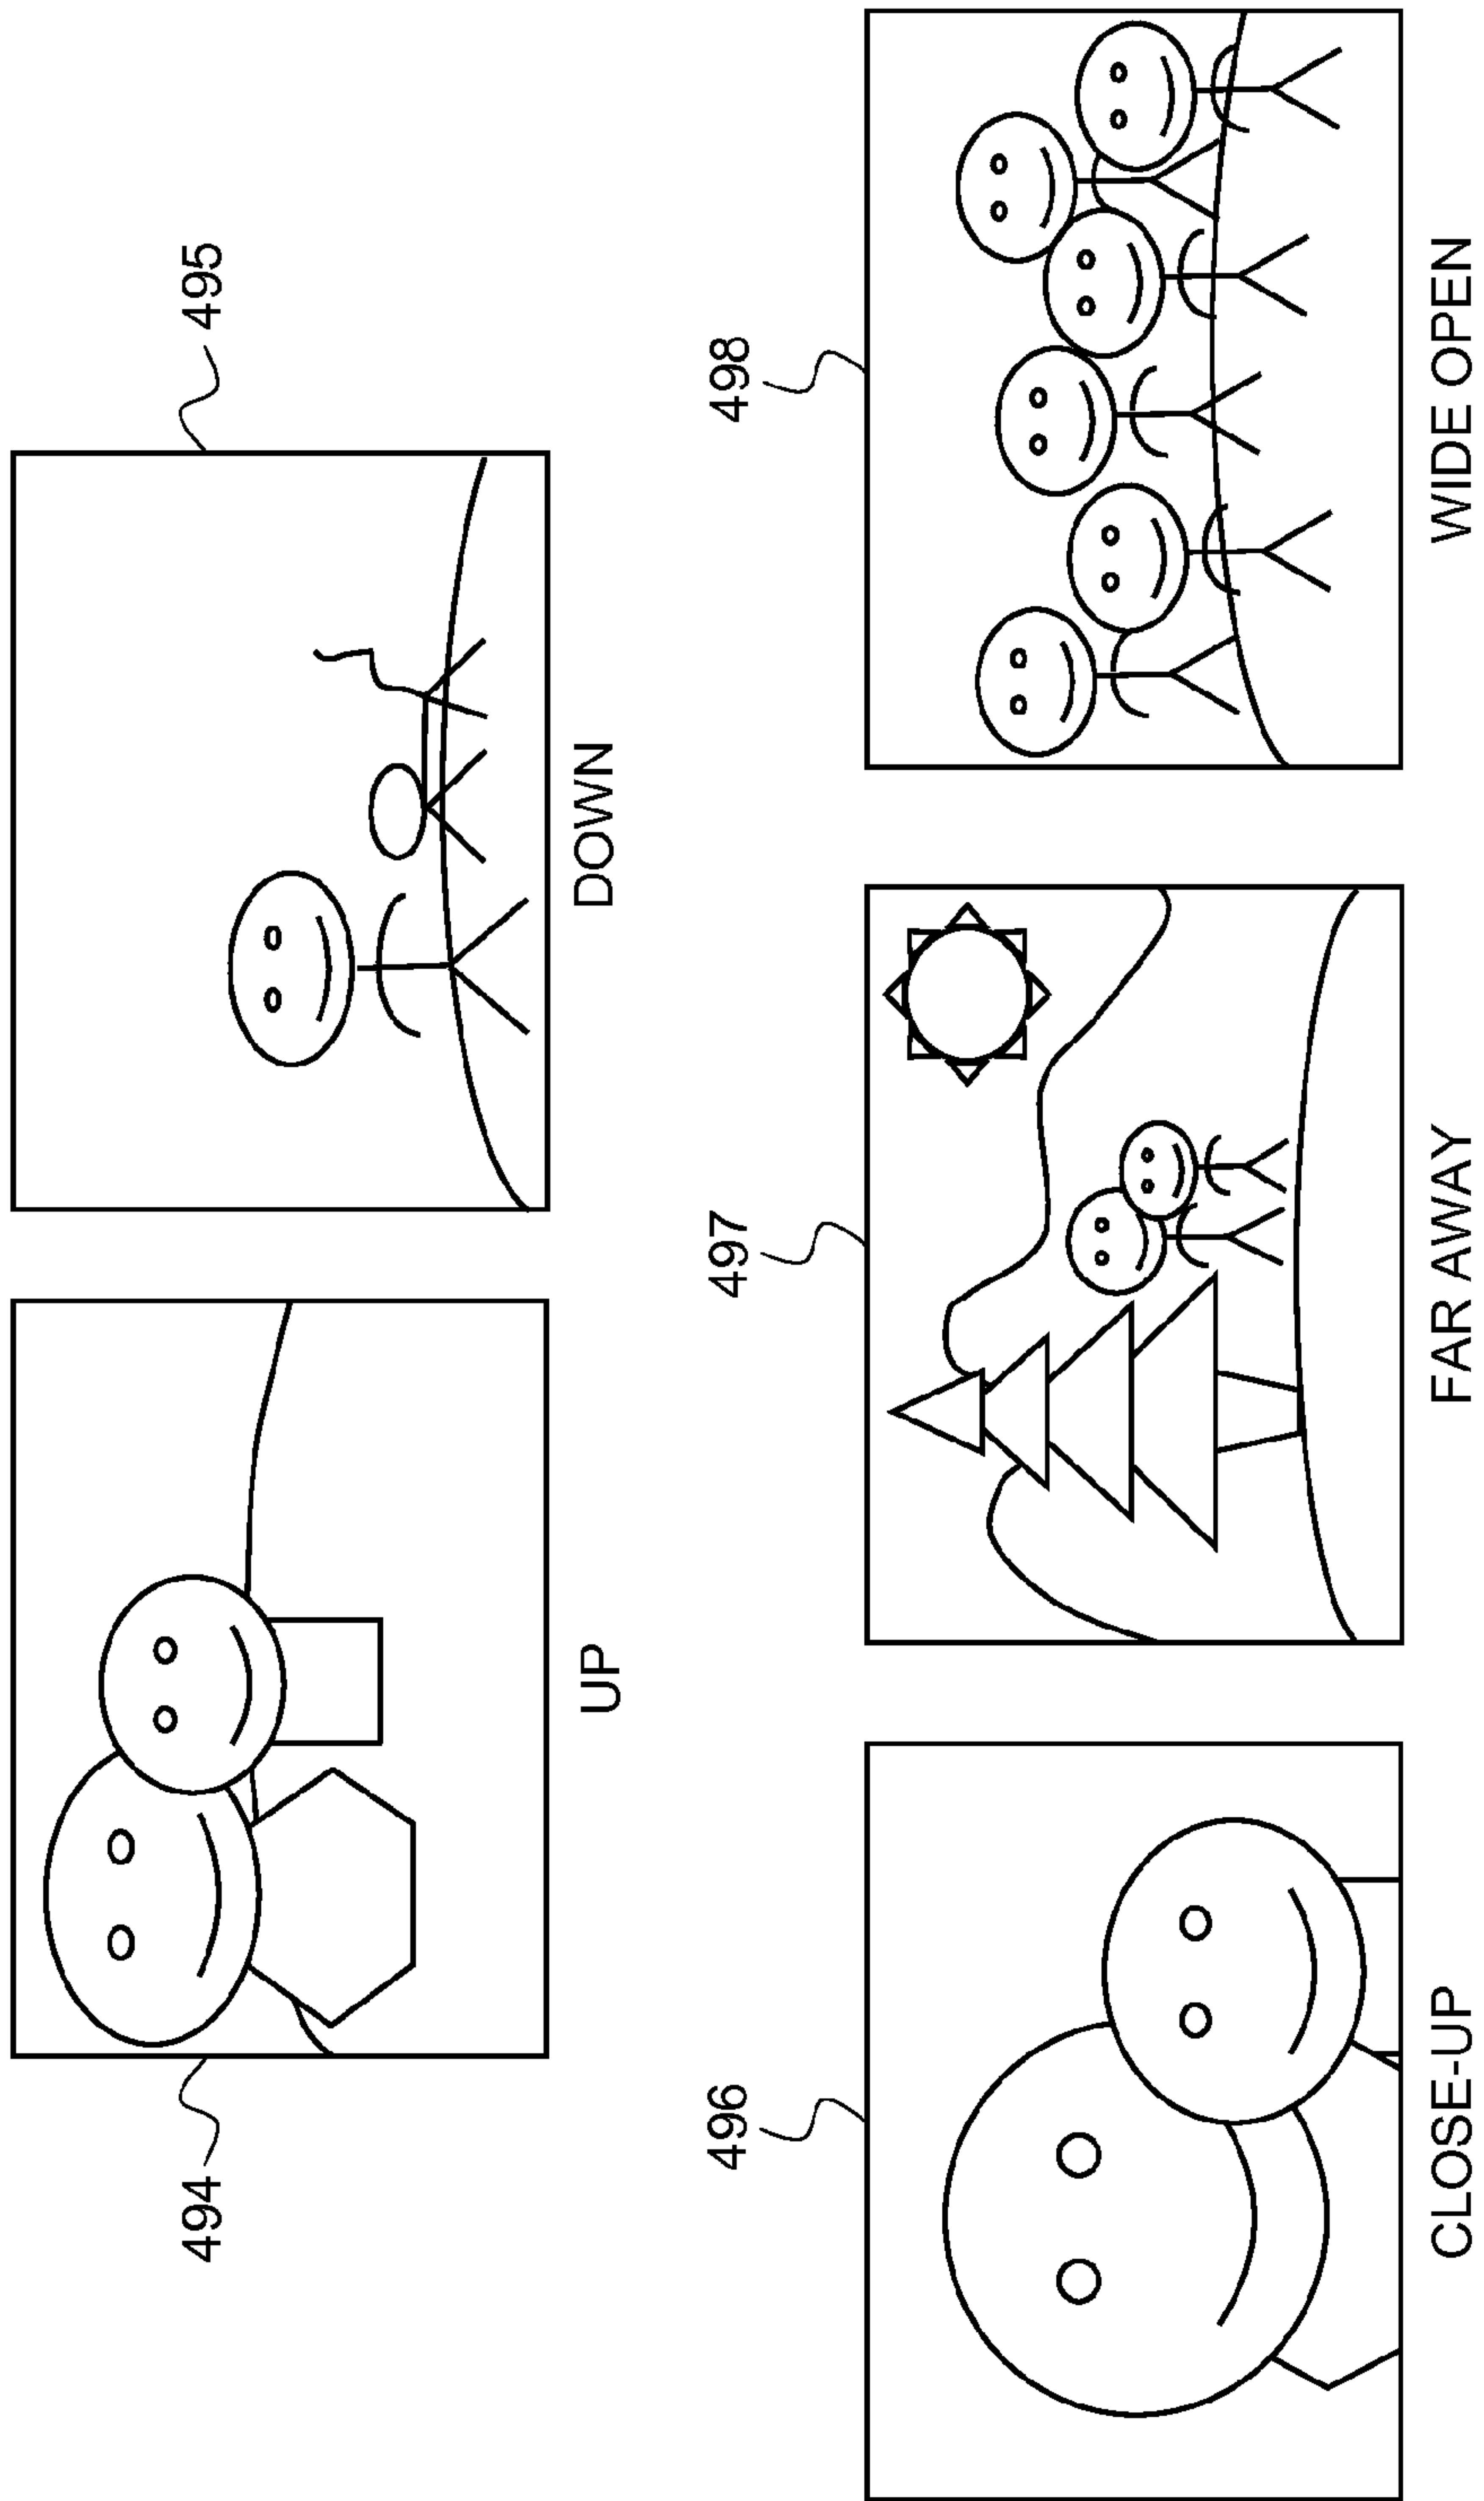 494
495
UP
DOWN
496
497
498
CLOSE-UP
FAR AWAY
WIDE OPEN